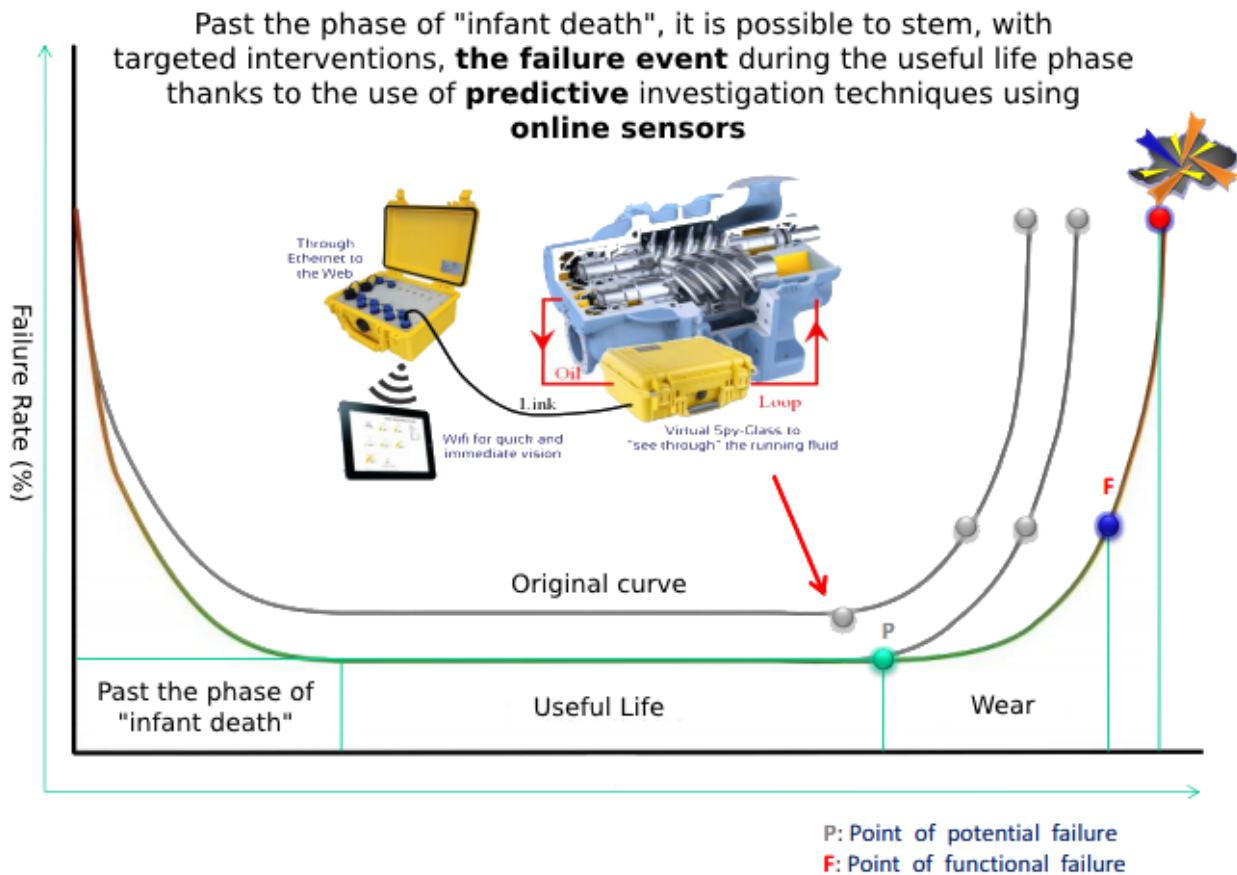 Past the phase of "infant death", it is possible to stem, with
targeted interventions, the failure event during the useful life phase
thanks to the use of predictive investigation techniques using
online sensors
Through
Ethernet to
the Web
Oil
Link
Loop
Wifi for quick and
immediate vision
Virtual Spy-Glass to
"see through" the running fluid
Failure Rate (%)
F
Original curve
P
Past the phase of
"infant death"
Useful Life
Wear
P: Point of potential failure
F: Point of functional failure